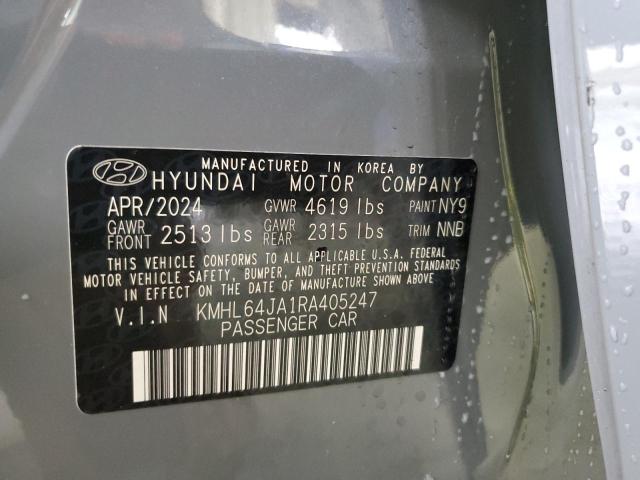 MANUFACTURED IN KOREA BY
HYUNDAI MOTOR COMPANY
APR/2024 GVWR 4619 lbs PAINT NY9
GAWR FRONT 2513 lbs GAWR REAR 2315 lbs TRIM NNB
THIS VEHICLE CONFORMS TO ALL APPLICABLE U.S.A. FEDERAL
MOTOR VEHICLE SAFETY, BUMPER, AND THEFT PREVENTION
STANDARDS IN EFFECT ON THE DATE OF MANUFACTURE SHOWN ABOVE
V.I.N KMHL64JA1RA405247
PASSENGER CAR